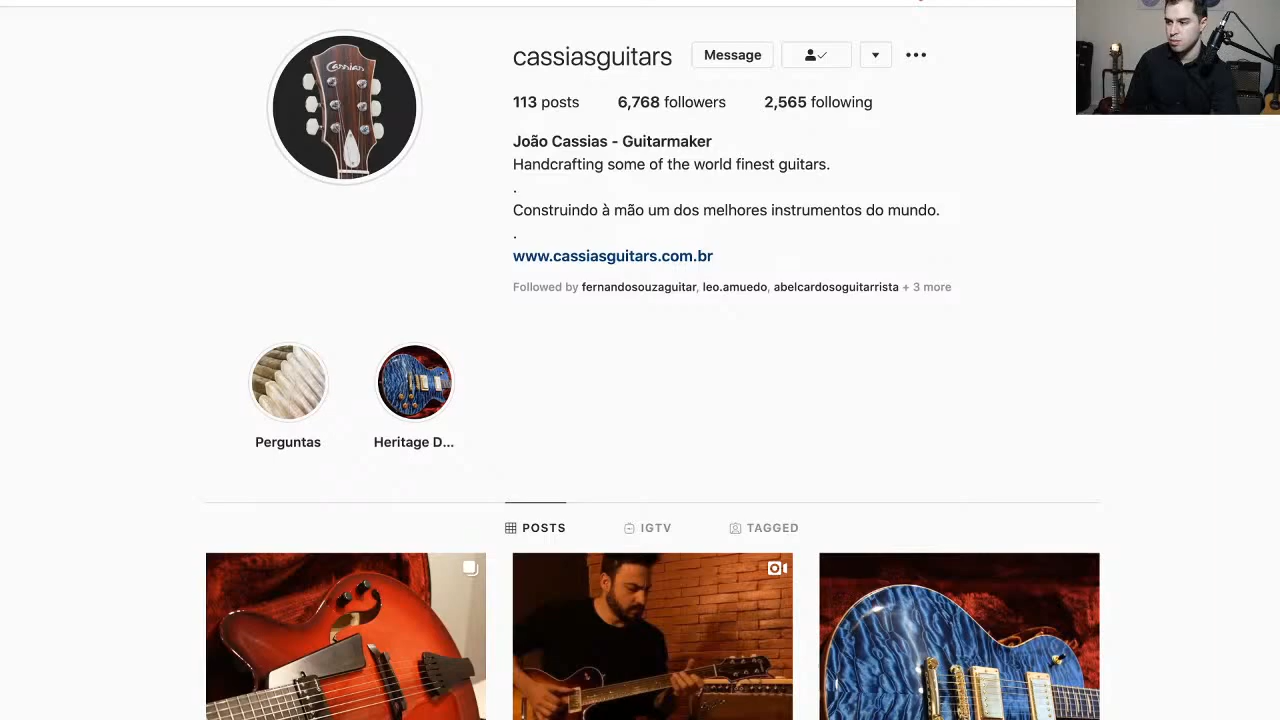 Cassias
cassiasguitars Message
113 posts 6,768 followers 2,565 following
João Cassias - Guitarmaker
Handcrafting some of the world finest guitars.
.
Construindo à mão um dos melhores instrumentos do mundo.
.
www.cassiasguitars.com.br
Followed by fernandosouzaguitar, leo.amuedo, abelcardosoguitarrista + 3 more
Perguntas Heritage D...
POSTS IGTV TAGGED